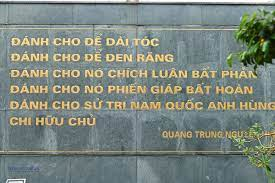 ĐÁNH CHO ĐỂ DÀI TÓC
ĐÁNH CHO ĐỂ ĐEN RĂNG
ĐÁNH CHO NÓ CHÍCH LUÂN BẤT PHẢN
ĐÁNH CHO NÓ PHIẾN GIÁP BẤT HOÀN
ĐÁNH CHO SỬ TRI NAM QUỐC ANH HÙNG
CHI HỮU CHỦ
QUANG TRUNG